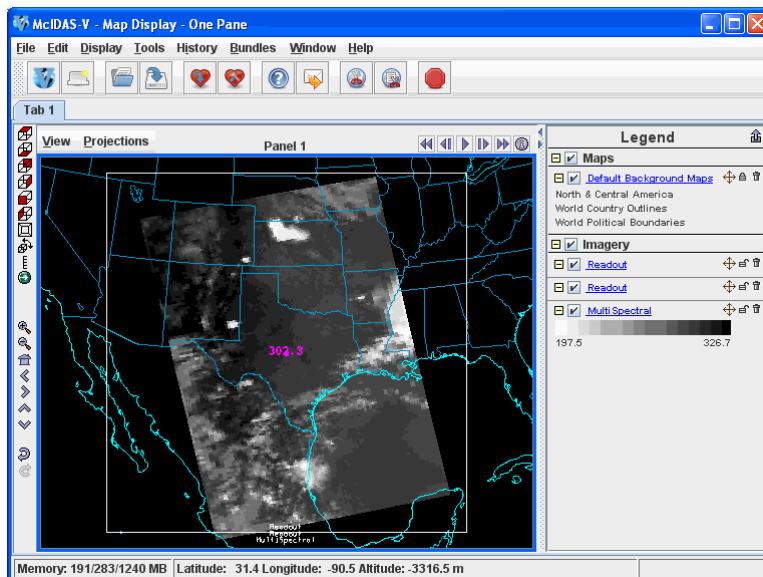 McIDAS-V - Map Display - One Pane
File Edit Display Tools History Bundles Window Help
Tab 1
View Projections
Panel 1
Legend
Maps
Default Background Maps
North & Central America
World Country Outlines
World Political Boundaries
Imagery
Readout
Readout
MultiSpectral
197.5 326.7
302.3
Readout
Readout
MultiSpectral
Memory: 191/283/1240 MB Latitude: 31.4 Longitude: -90.5 Altitude: -3316.5 m